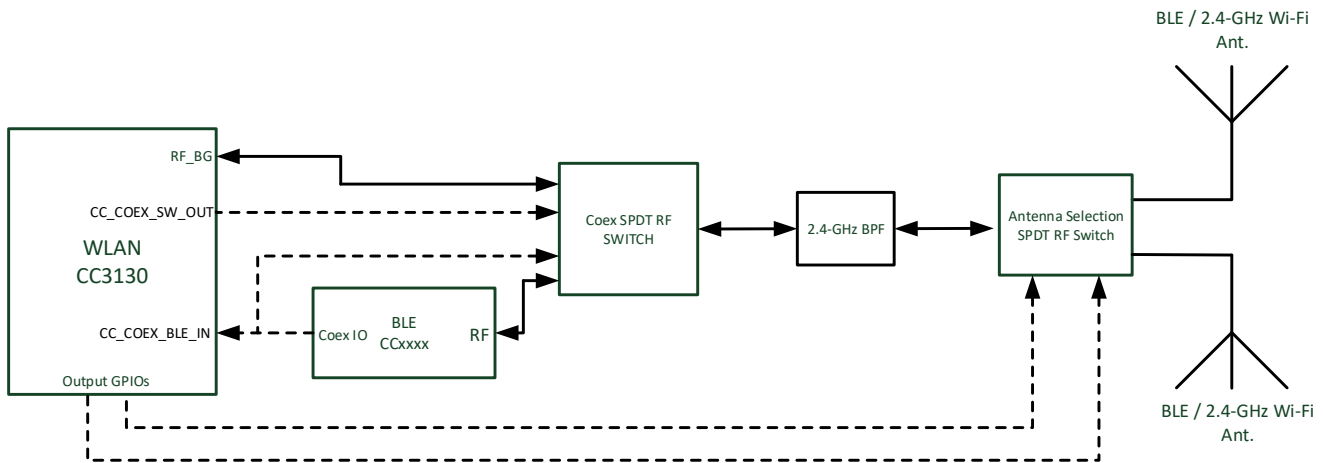 BLE / 2.4-GHz Wi-Fi
Ant.
RF_BG
CC_COEX_SW_OUT
WLAN
CC3130
CC_COEX_BLE_IN
Output GPIOs
Coex IO
BLE
CCxxxx
RF
Coex SPDT RF
SWITCH
2.4-GHz BPF
Antenna Selection
SPDT RF Switch
BLE / 2.4-GHz Wi-Fi
Ant.